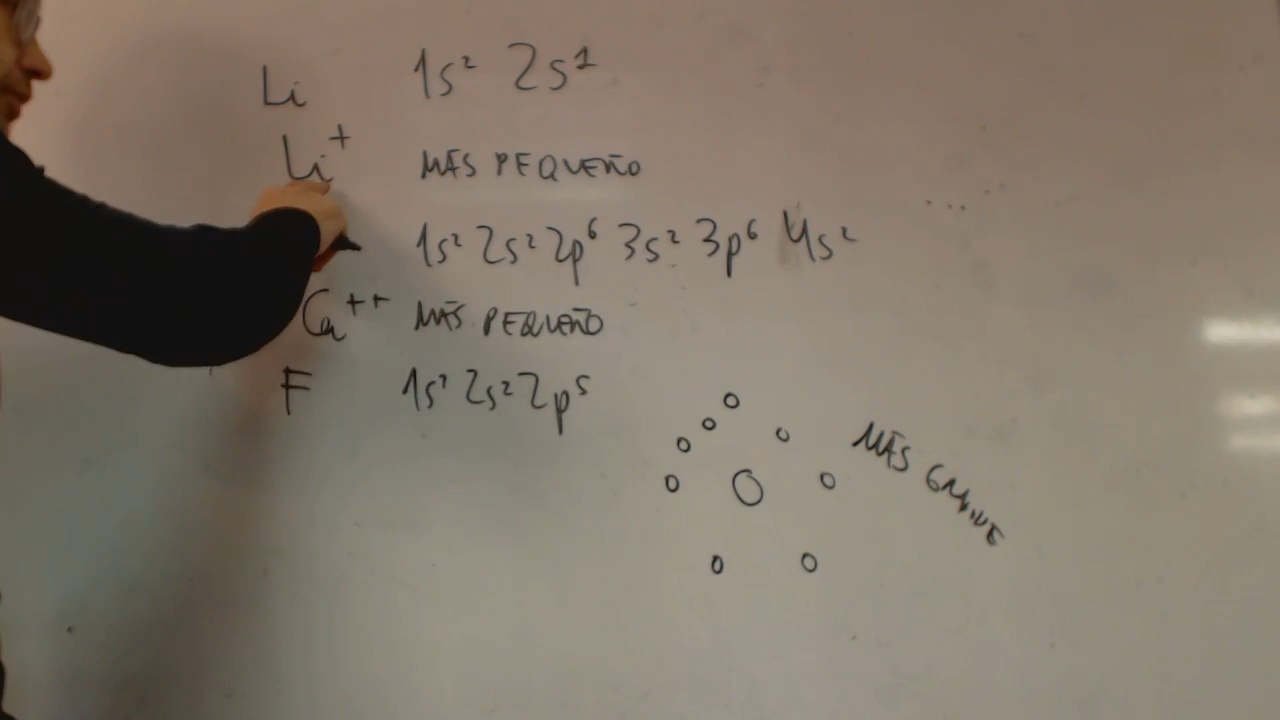 Li 1s² 2s¹
Li⁺ MÁS PEQUEÑO
1s² 2s² 2p⁶ 3s² 3p⁶ 4s²
Ca⁺⁺ MÁS PEQUEÑO
F 1s² 2s² 2p⁵
MÁS GRANDE